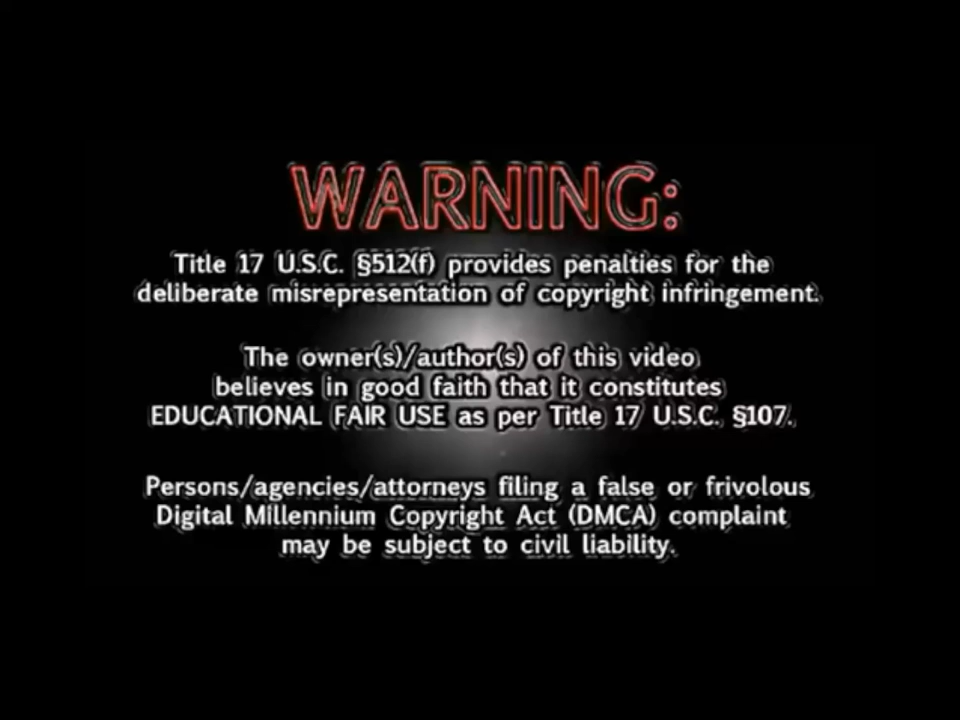 WARNING:
Title 17 U.S.C. §512(f) provides penalties for the
deliberate misrepresentation of copyright infringement.
The owner(s)/author(s) of this video
believes in good faith that it constitutes
EDUCATIONAL FAIR USE as per Title 17 U.S.C. §107.
Persons/agencies/attorneys filing a false or frivolous
Digital Millennium Copyright Act (DMCA) complaint
may be subject to civil liability.